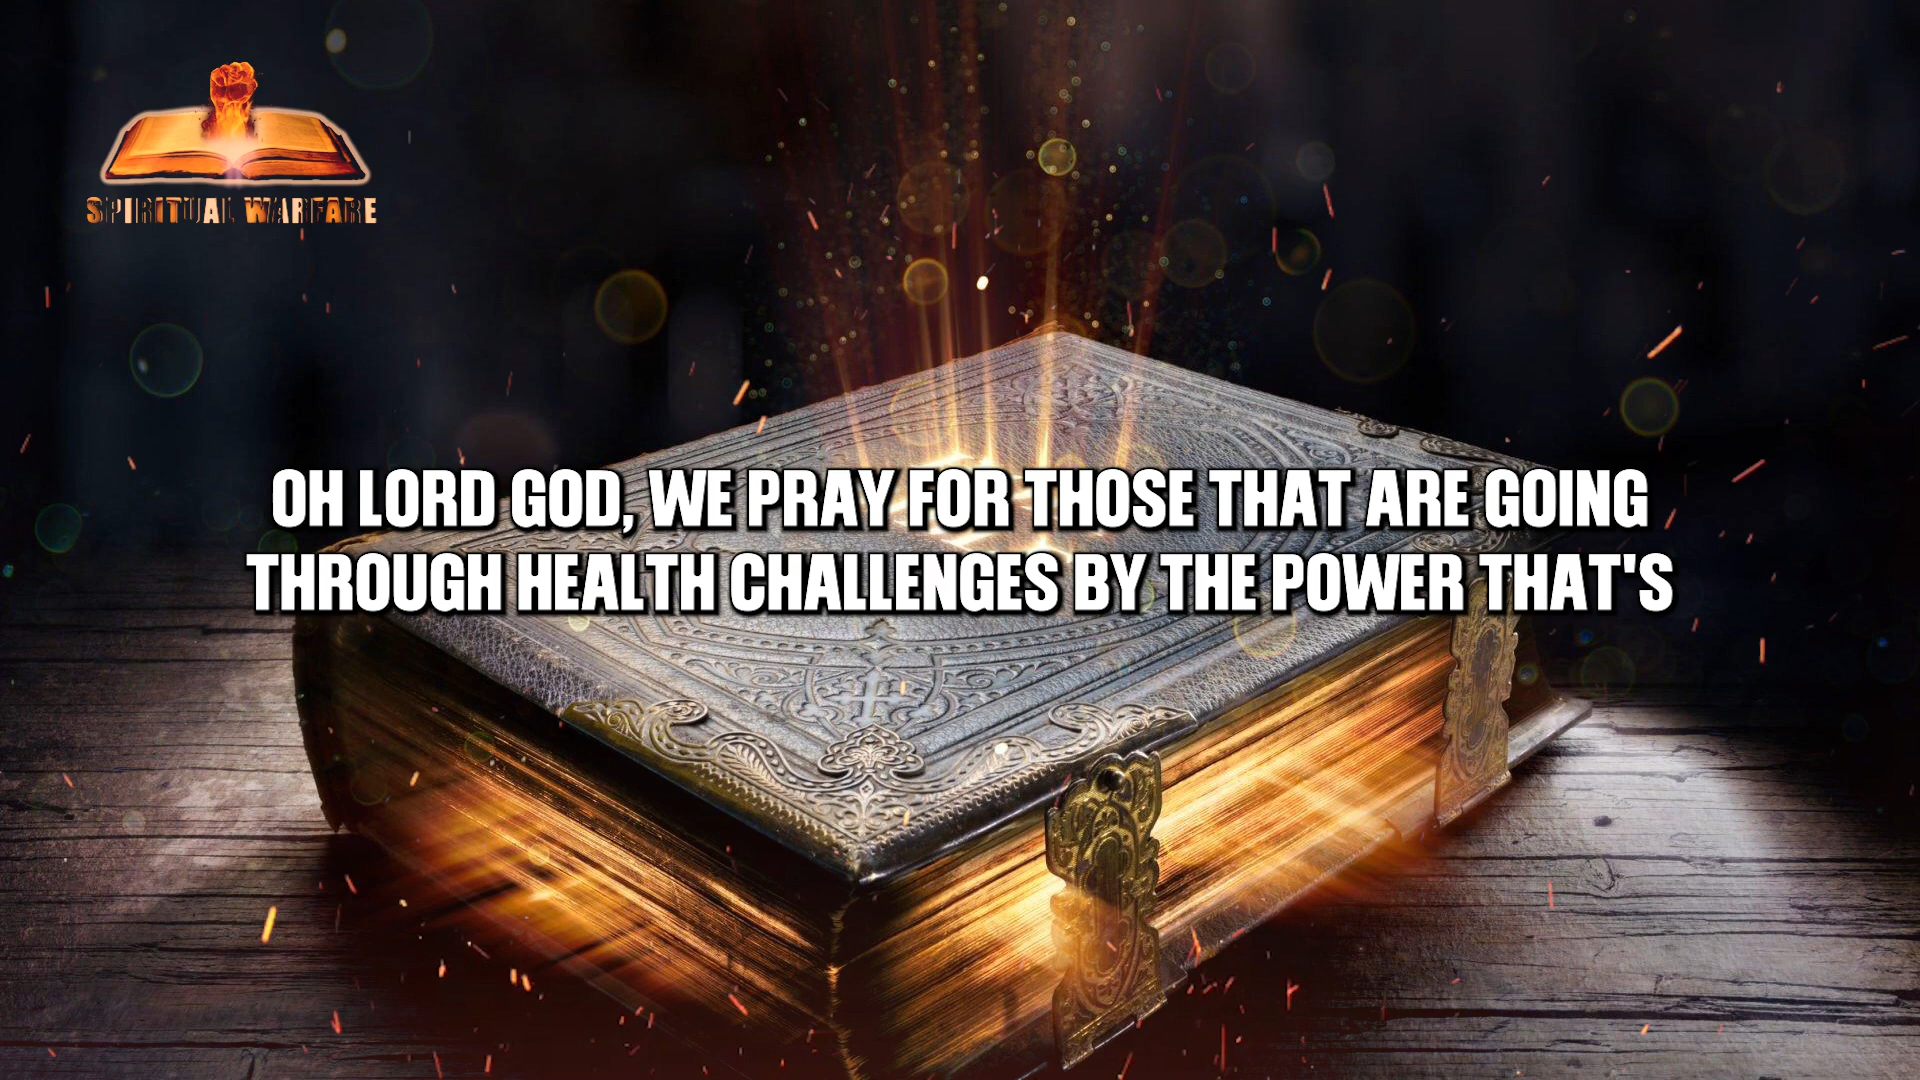 SPIRITUAL WARFARE
OH LORD GOD, WE PRAY FOR THOSE THAT ARE GOING
THROUGH HEALTH CHALLENGES BY THE POWER THAT'S